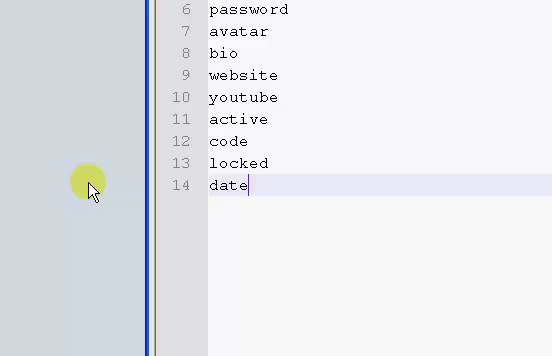 6 password
7 avatar
8 bio
9 website
10 youtube
11 active
12 code
13 locked
14 date